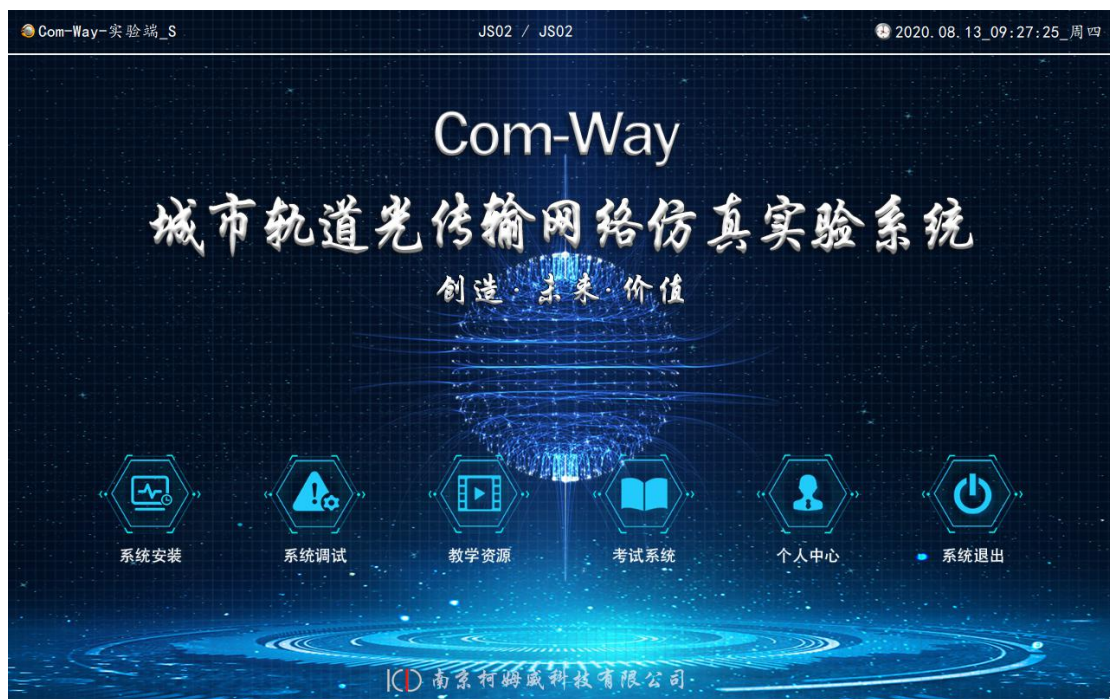 Com-Way-实验端_S JS02 / JS02 2020.08.13_09:27:25_周四
Com-Way
城市轨道光传输网络仿真实验系统
创造·未来·价值
系统安装 系统调试 教学资源 考试系统 个人中心 系统退出
南京柯姆威科技有限公司